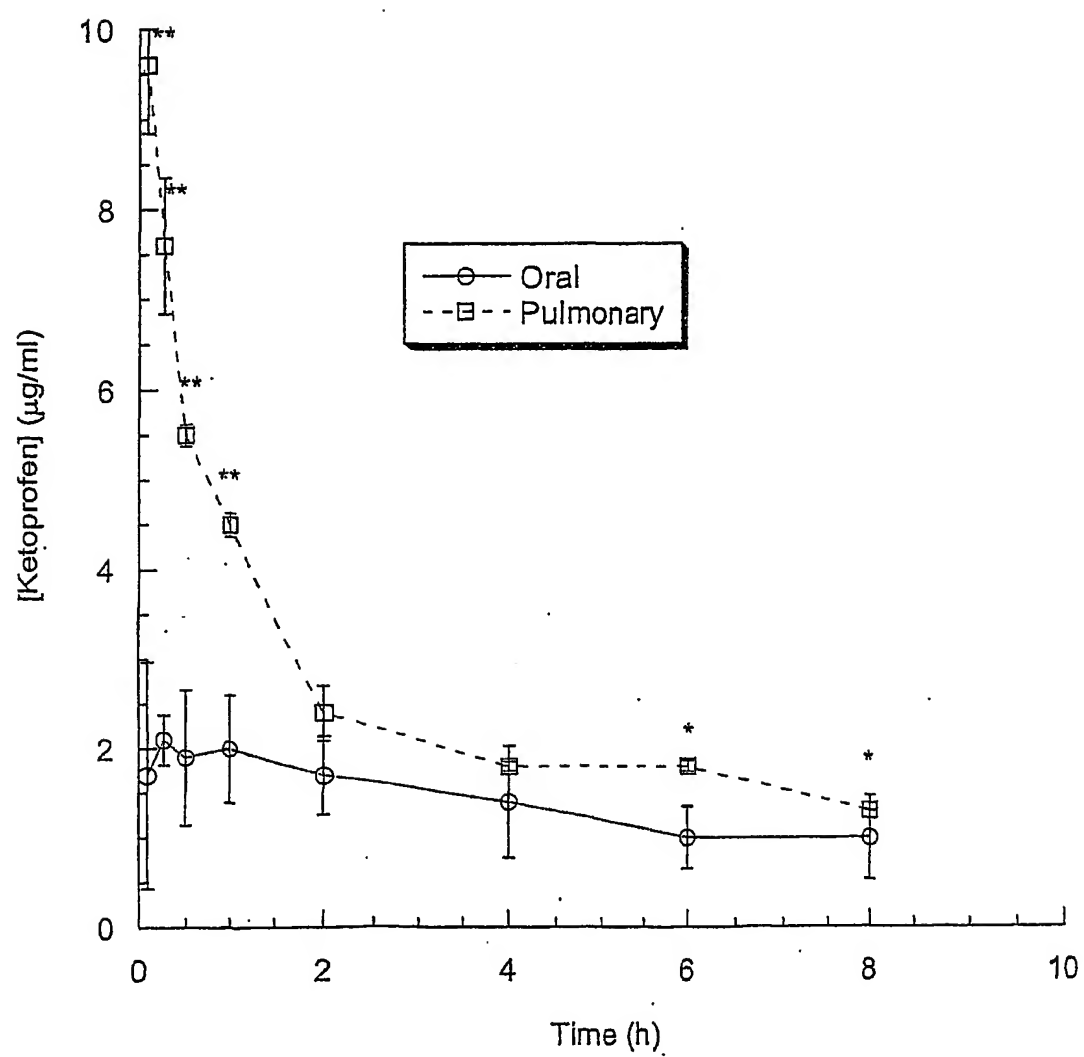 10
**
**
8
Oral
Pulmonary
[Ketoprofen] (µg/ml)
**
6
**
4
2
*
*
0
0 2 4 6 8 10
Time (h)